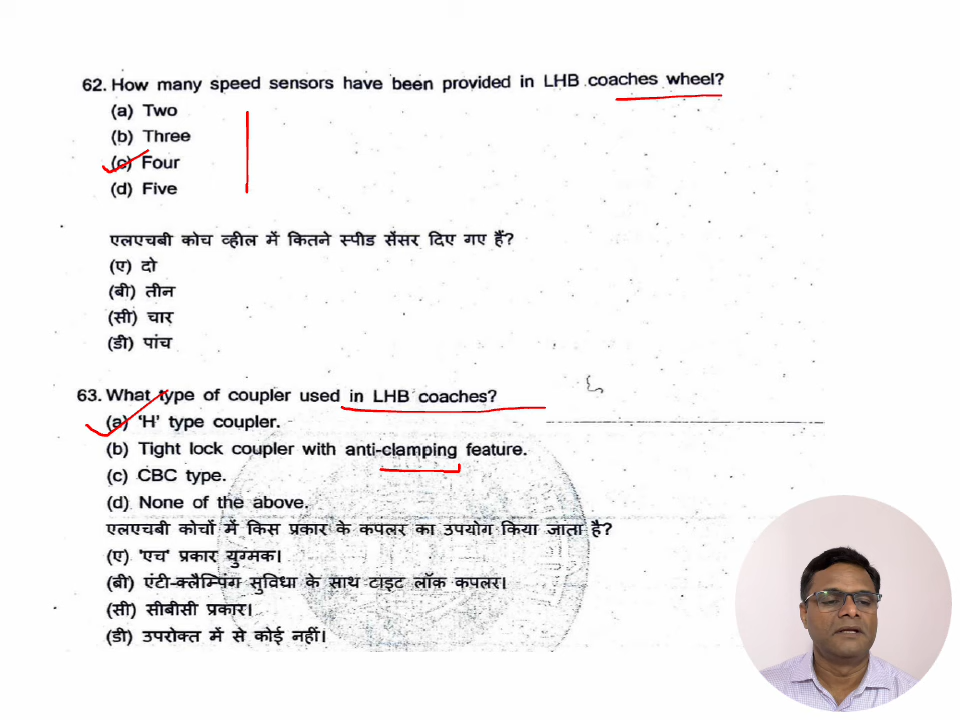 62. How many speed sensors have been provided in LHB coaches wheel?
(a) Two
(b) Three
(c) Four
(d) Five
एलएचबी कोच व्हील में कितने स्पीड सेंसर दिए गए हैं?
(ए) दो
(बी) तीन
(सी) चार
(डी) पांच
63. What type of coupler used in LHB coaches?
(a) 'H' type coupler.
(b) Tight lock coupler with anti-clamping feature.
(c) CBC type.
(d) None of the above.
एलएचबी कोचों में किस प्रकार के कपलर का उपयोग किया जाता है?
(ए) 'एच' प्रकार युग्मक।
(बी) एंटी-क्लैम्पिंग सुविधा के साथ टाइट लॉक कपलर।
(सी) सीबीसी प्रकार।
(डी) उपरोक्त में से कोई नहीं।